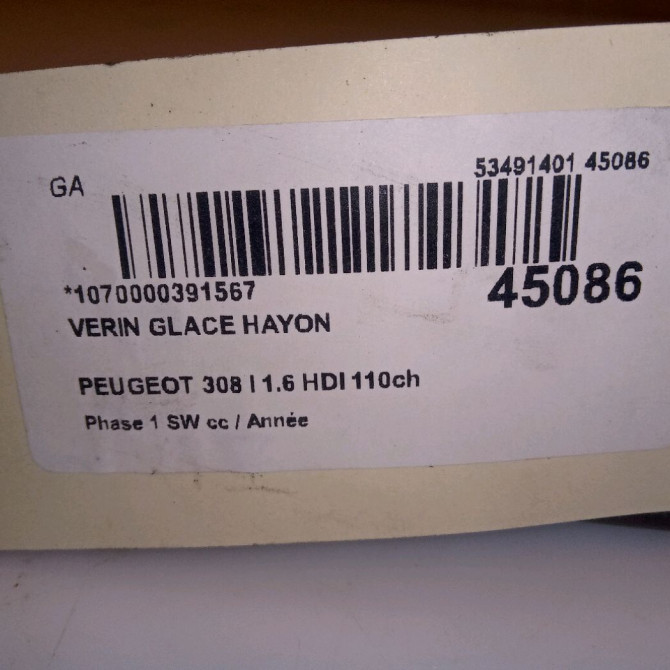 GA
53491401 45086
*1070000391567
45086
VERIN GLACE HAYON
PEUGEOT 308 I 1.6 HDI 110ch
Phase 1 SW cc / Année